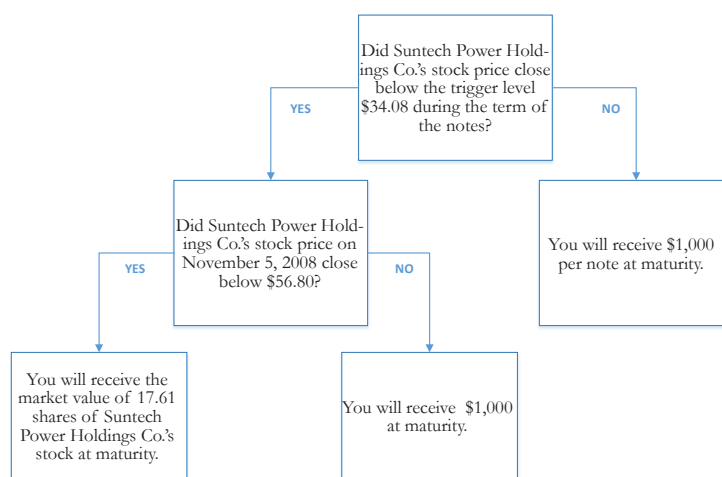 Did Suntech Power Hold-
ings Co.'s stock price close
below the trigger level
$34.08 during the term of
the notes?
YES
NO
Did Suntech Power Hold-
ings Co.'s stock price on
November 5, 2008 close
below $56.80?
You will receive $1,000
per note at maturity.
YES
NO
You will receive the
market value of 17.61
shares of Suntech
Power Holdings Co.'s
stock at maturity.
You will receive $1,000
at maturity.